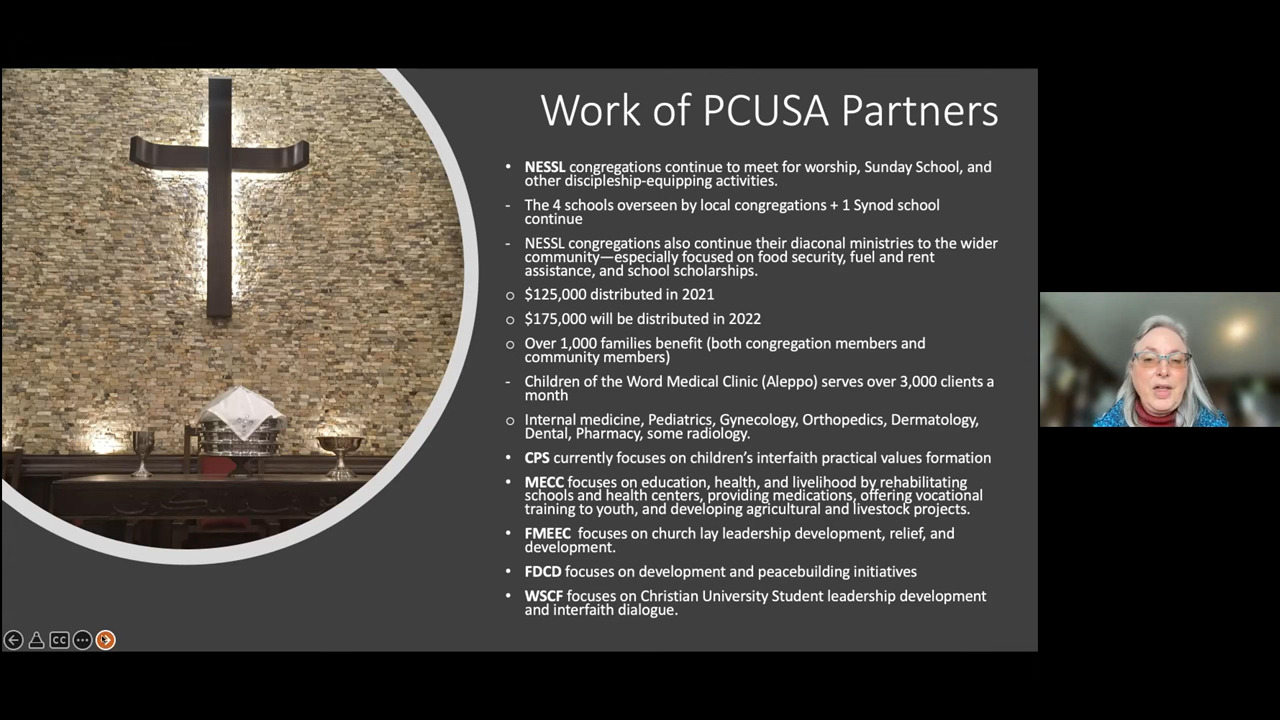 Work of PCUSA Partners
• NESSL congregations continue to meet for worship, Sunday School, and
other discipleship-equipping activities.
- The 4 schools overseen by local congregations + 1 Synod school
continue
- NESSL congregations also continue their diaconal ministries to the wider
community—especially focused on food security, fuel and rent
assistance, and school scholarships.
o $125,000 distributed in 2021
o $175,000 will be distributed in 2022
o Over 1,000 families benefit (both congregation members and
community members)
- Children of the Word Medical Clinic (Aleppo) serves over 3,000 clients a
month
o Internal medicine, Pediatrics, Gynecology, Orthopedics, Dermatology,
Dental, Pharmacy, some radiology.
• CPS currently focuses on children’s interfaith practical values formation
• MECC focuses on education, health, and livelihood by rehabilitating
schools and health centers, providing medications, offering vocational
training to youth, and developing agricultural and livestock projects.
• FMEEC focuses on church lay leadership development, relief, and
development.
• FDCD focuses on development and peacebuilding initiatives
• WSCF focuses on Christian University Student leadership development
and interfaith dialogue.
CC